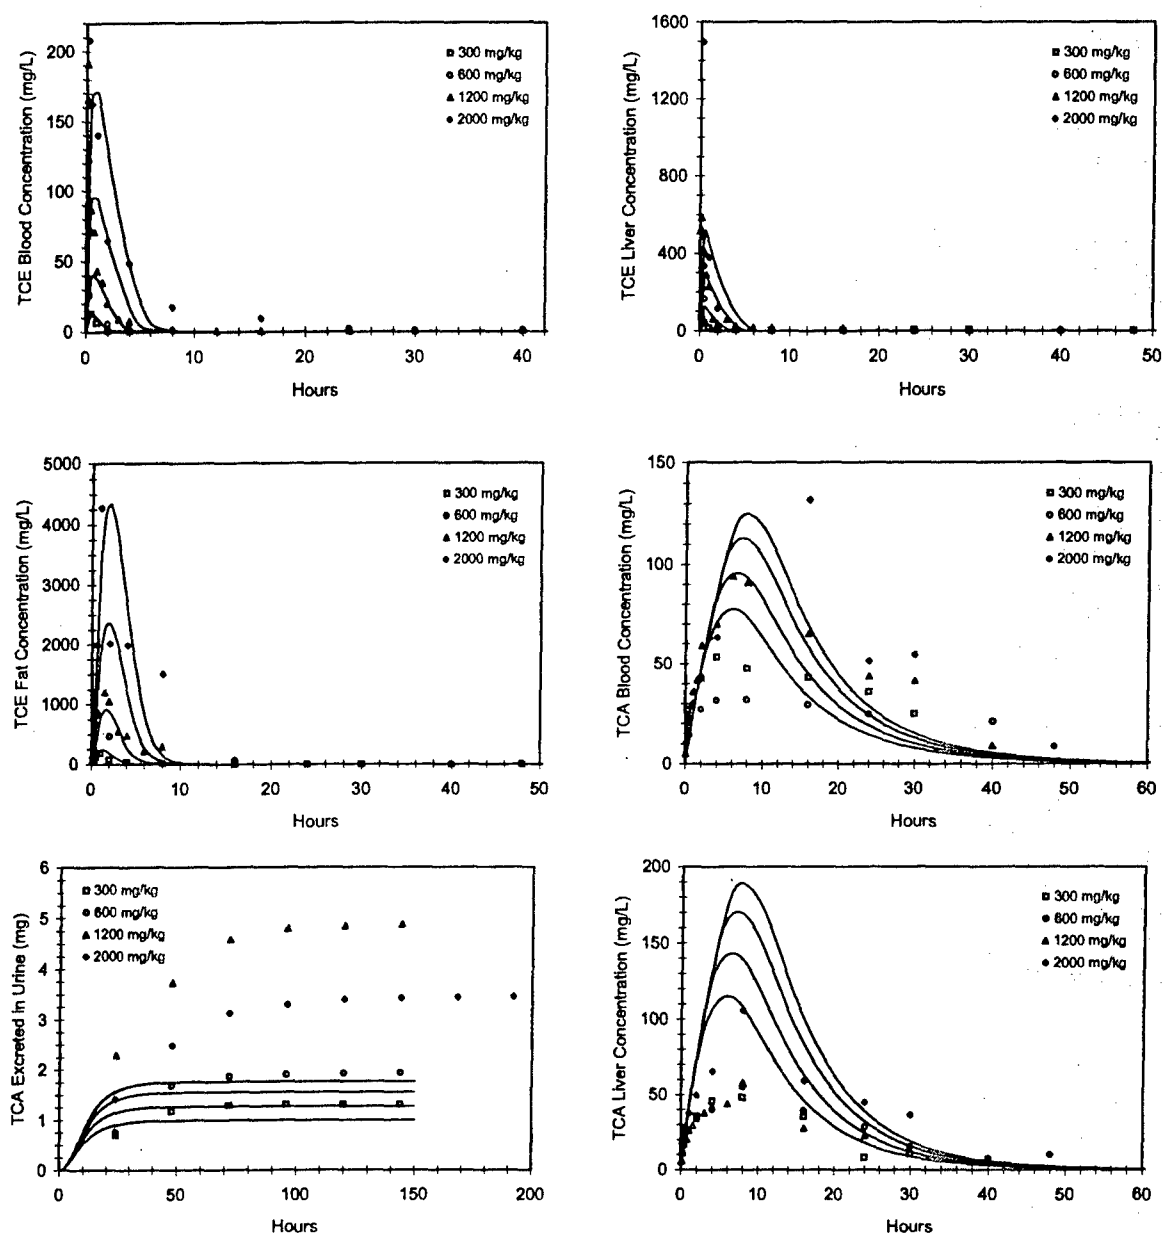 TCE Blood Concentration (mg/L)
200
150
100
50
0
0 10 20 30 40
Hours
300 mg/kg
600 mg/kg
1200 mg/kg
2000 mg/kg
TCE Liver Concentration (mg/L)
1600
1200
800
400
0
0 10 20 30 40 50
Hours
300 mg/kg
600 mg/kg
1200 mg/kg
2000 mg/kg
TCE Fat Concentration (mg/L)
5000
4000
3000
2000
1000
0
0 10 20 30 40 50
Hours
300 mg/kg
600 mg/kg
1200 mg/kg
2000 mg/kg
TCA Blood Concentration (mg/L)
150
100
50
0
0 10 20 30 40 50 60
Hours
300 mg/kg
600 mg/kg
1200 mg/kg
2000 mg/kg
TCA Excreted In Urine (mg)
6
5
4
3
2
1
0
0 50 100 150 200
Hours
300 mg/kg
600 mg/kg
1200 mg/kg
2000 mg/kg
TCA Liver Concentration (mg/L)
200
150
100
50
0
0 10 20 30 40 50 60
Hours
300 mg/kg
600 mg/kg
1200 mg/kg
2000 mg/kg